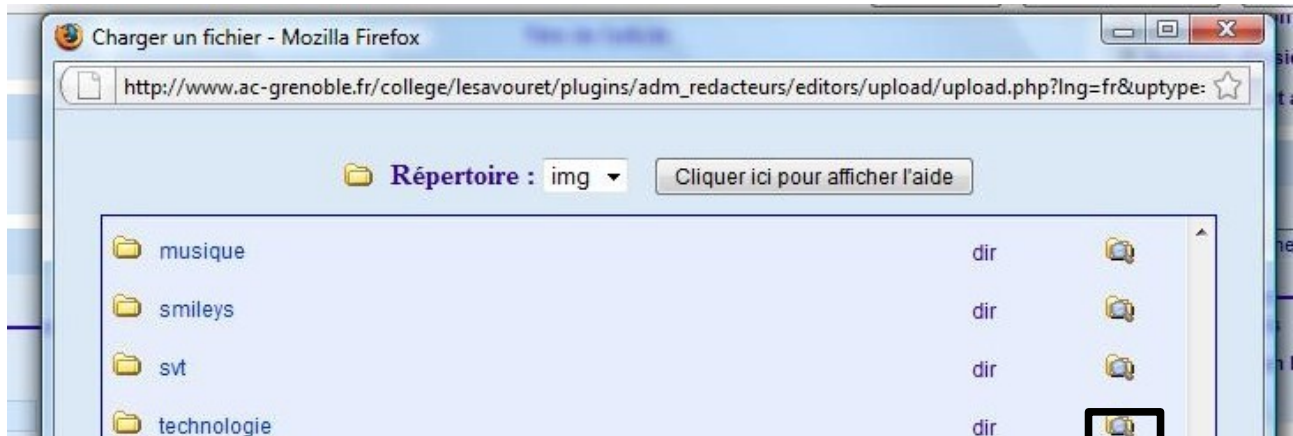 Charger un fichier - Mozilla Firefox
http://www.ac-grenoble.fr/college/lesavouret/plugins/adm_redacteurs/editors/upload/upload.php?lng=fr&uptype=
Répertoire : img Cliquer ici pour afficher l'aide
musique dir
smileys dir
svt dir
technologie dir